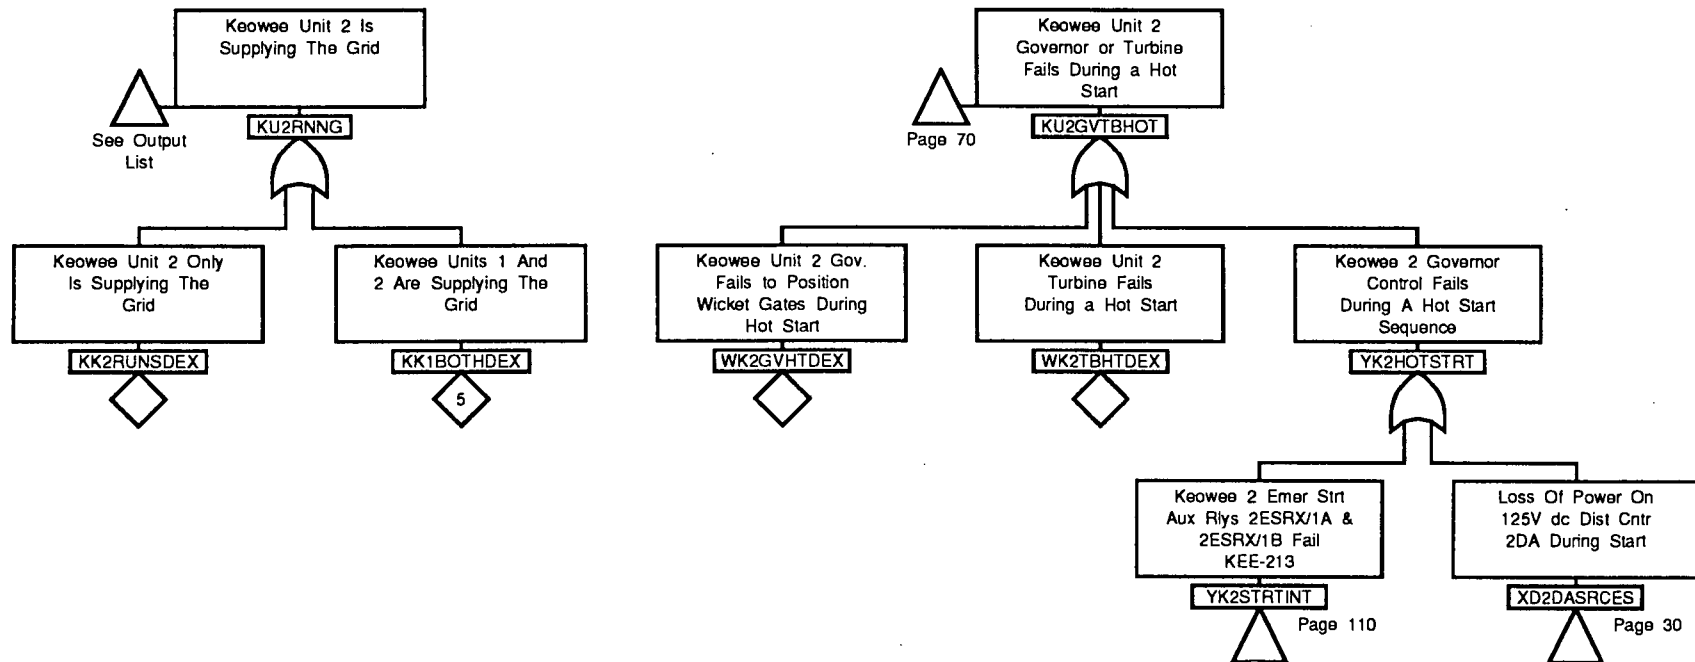 Keowee Unit 2 Is
Supplying The Grid
See Output
List
KU2RNNG
Keowee Unit 2 Only
Is Supplying The
Grid
KK2RUNSDEX
Keowee Units 1 And
2 Are Supplying The
Grid
KK1BOTHDEX
5
Keowee Unit 2
Governor or Turbine
Fails During a Hot
Start
Page 70
KU2GVTBHOT
Keowee Unit 2 Gov.
Fails to Position
Wicket Gates During
Hot Start
WK2GVHTDEX
Keowee Unit 2
Turbine Fails
During a Hot Start
WK2TBHTDEX
Keowee 2 Governor
Control Fails
During A Hot Start
Sequence
YK2HOTSTRT
Keowee 2 Emer Strt
Aux Rlys 2ESRX/1A &
2ESRX/1B Fail
KEE-213
YK2STRTINT
Page 110
Loss Of Power On
125V dc Dist Cntr
2DA During Start
XD2DASRCES
Page 30